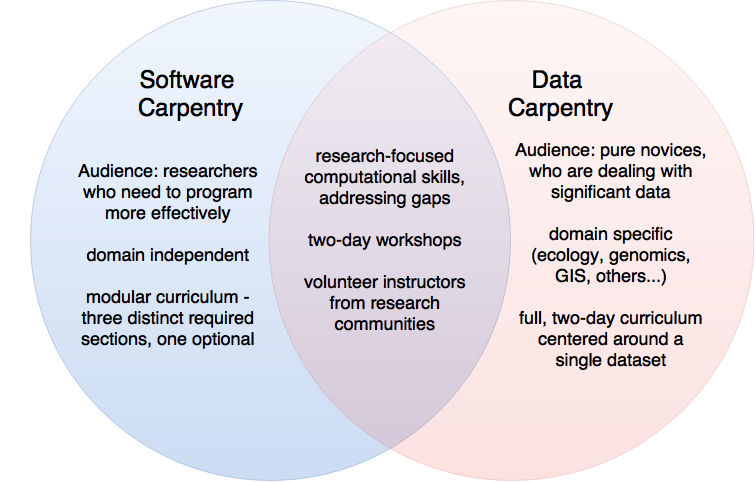 Software
Carpentry
Audience: researchers
who need to program
more effectively
domain independent
modular curriculum -
three distinct required
sections, one optional
research-focused
computational skills,
addressing gaps
two-day workshops
volunteer instructors
from research
communities
Data
Carpentry
Audience: pure novices,
who are dealing with
significant data
domain specific
(ecology, genomics,
GIS, others...)
full, two-day curriculum
centered around a
single dataset